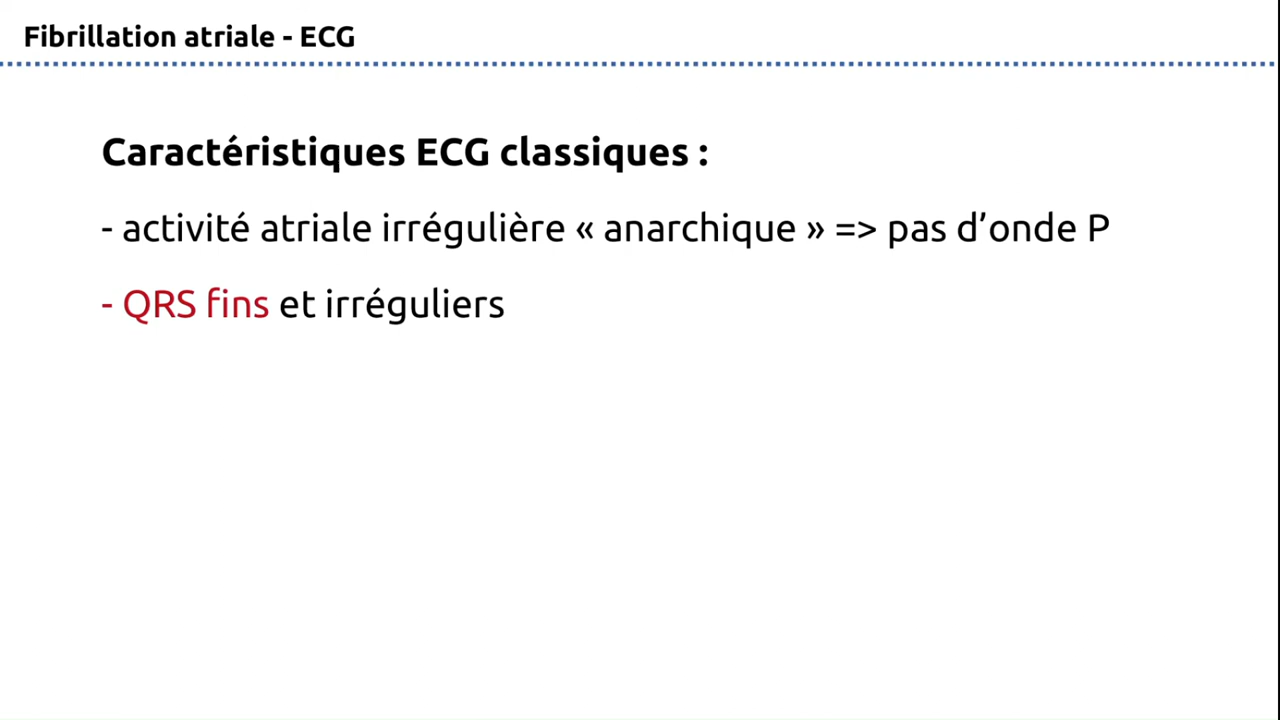 Fibrillation atriale - ECG
Caractéristiques ECG classiques :
- activité atriale irrégulière « anarchique » => pas d’onde P
- QRS fins et irréguliers